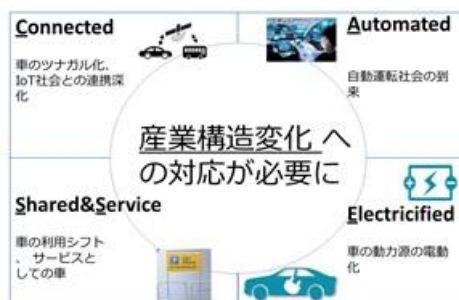 Connected
車のツナガル化、
IoT社会との連携深
化
Automated
自動運転社会の到
来
産業構造変化 へ
の対応が必要に
Shared&Service
車の利用シフト
、サービスと
しての車
Electricified
車の動力源の電動
化